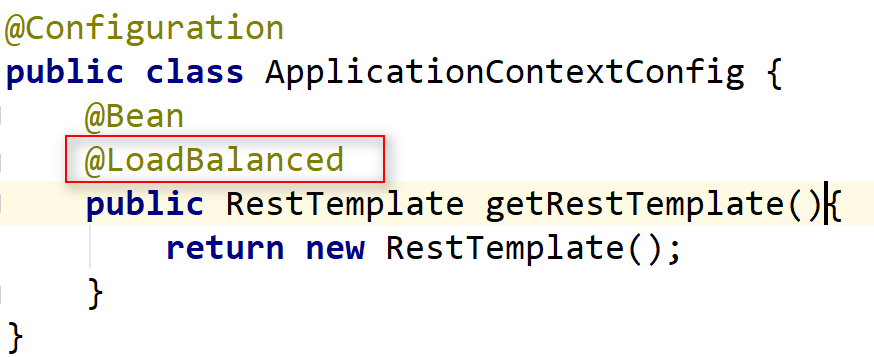 @Configuration
public class ApplicationContextConfig {
@Bean
@LoadBalanced
public RestTemplate getRestTemplate(){
return new RestTemplate();
}
}